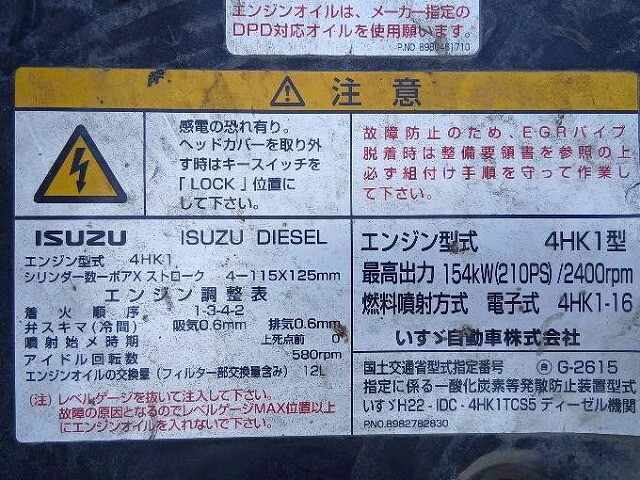 エンジンオイルは、メーカー指定の
DPD対応オイルを使用願います。
P.NO 8980481710
注 意
感電の恐れ有り。
ヘッドカバーを取り外
す時はキースイッチを
「LOCK」位置に
して下さい。
故障防止のため、EGRパイプ
脱着時は整備要領書を参照の上
必ず組付け手順を守って作業し
て下さい。
ISUZU ISUZU DIESEL
エンジン型式 4HK1
シリンダー数ーボアX ストローク 4－115X125mm
エンジン調整表
着火順序 1-3-4-2
弁スキマ(冷間) 吸気0.6mm 排気0.6mm
噴射始メ時期 上死点前 0
アイドル回転数 580rpm
エンジンオイルの交換量 (フィルター部交換量含み) 12L
(注) レベルゲージを抜いて注入して下さい。
故障の原因となるのでレベルゲージMAX位置以上
にエンジンオイルを入れないで下さい。
エンジン型式 4HK1型
最高出力 154kW(210PS)/2400rpm
燃料噴射方式 電子式 4HK1-16
いすゞ自動車株式会社
国土交通省型式指定番号 G-2615
指定に係る一酸化炭素等発散防止装置型式
いすゞH22 - IDC - 4HK1TCS5 ディーゼル機関
P.NO.8982782830